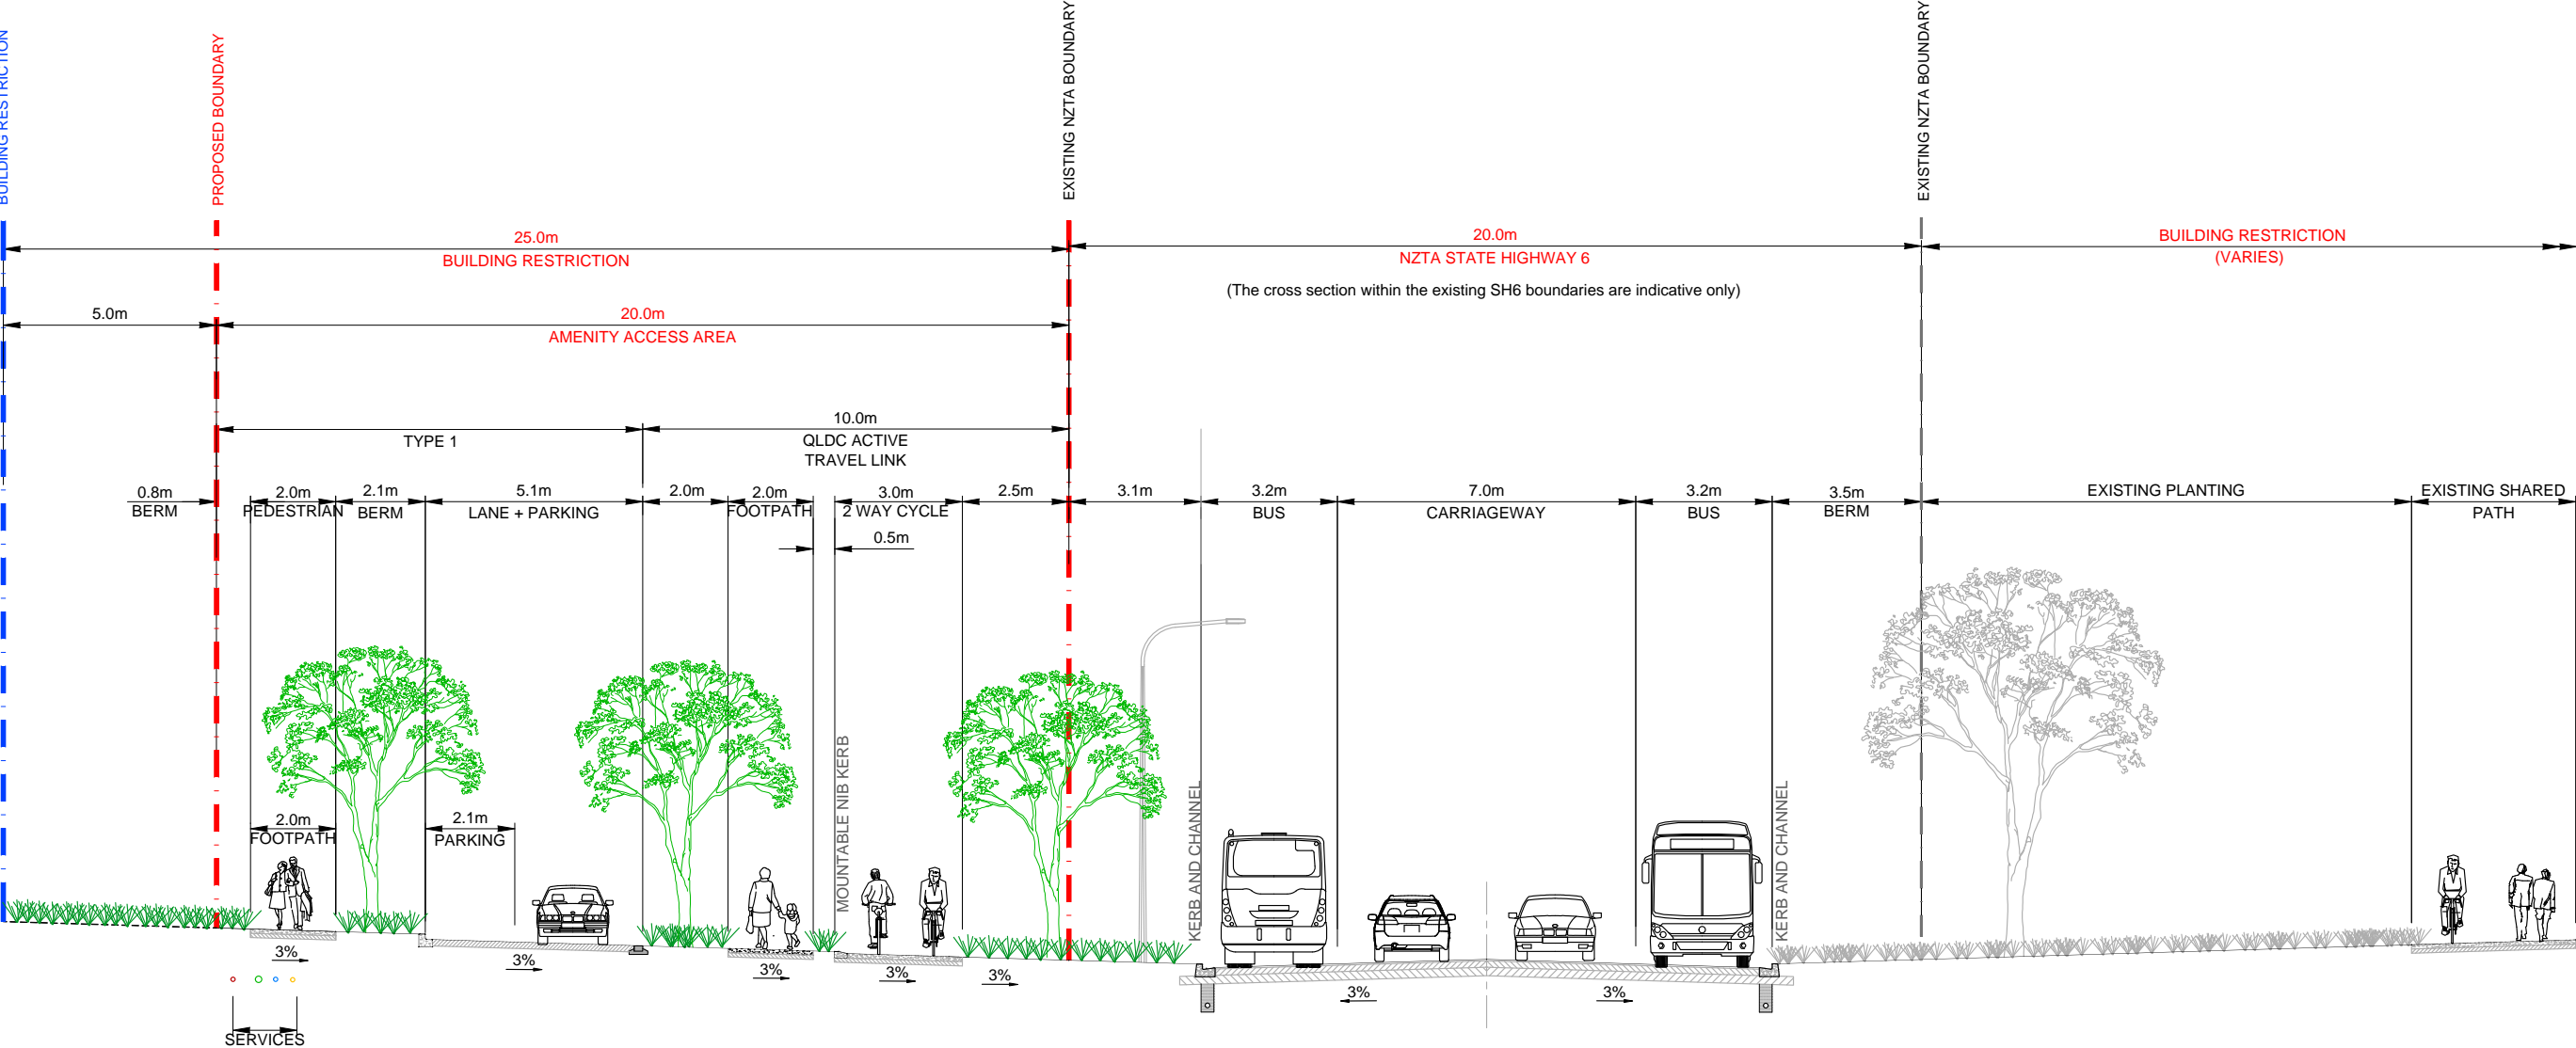 BUILDING RESTRICTION
PROPOSED BOUNDARY
EXISTING NZTA BOUNDARY
EXISTING NZTA BOUNDARY
25.0m
BUILDING RESTRICTION
20.0m
NZTA STATE HIGHWAY 6
BUILDING RESTRICTION
(VARIES)
(The cross section within the existing SH6 boundaries are indicative only)
5.0m
20.0m
AMENITY ACCESS AREA
TYPE 1
10.0m
QLDC ACTIVE
TRAVEL LINK
0.8m
BERM
2.0m
PEDESTRIAN
2.1m
BERM
5.1m
LANE + PARKING
2.0m
2.0m
FOOTPATH
3.0m
2 WAY CYCLE
0.5m
2.5m
3.1m
3.2m
BUS
7.0m
CARRIAGEWAY
3.2m
BUS
3.5m
BERM
EXISTING PLANTING
EXISTING SHARED
PATH
2.0m
FOOTPATH
2.1m
PARKING
MOUNTABLE NIB KERB
KERB AND CHANNEL
KERB AND CHANNEL
3%
3%
3%
3%
3%
3%
3%
SERVICES